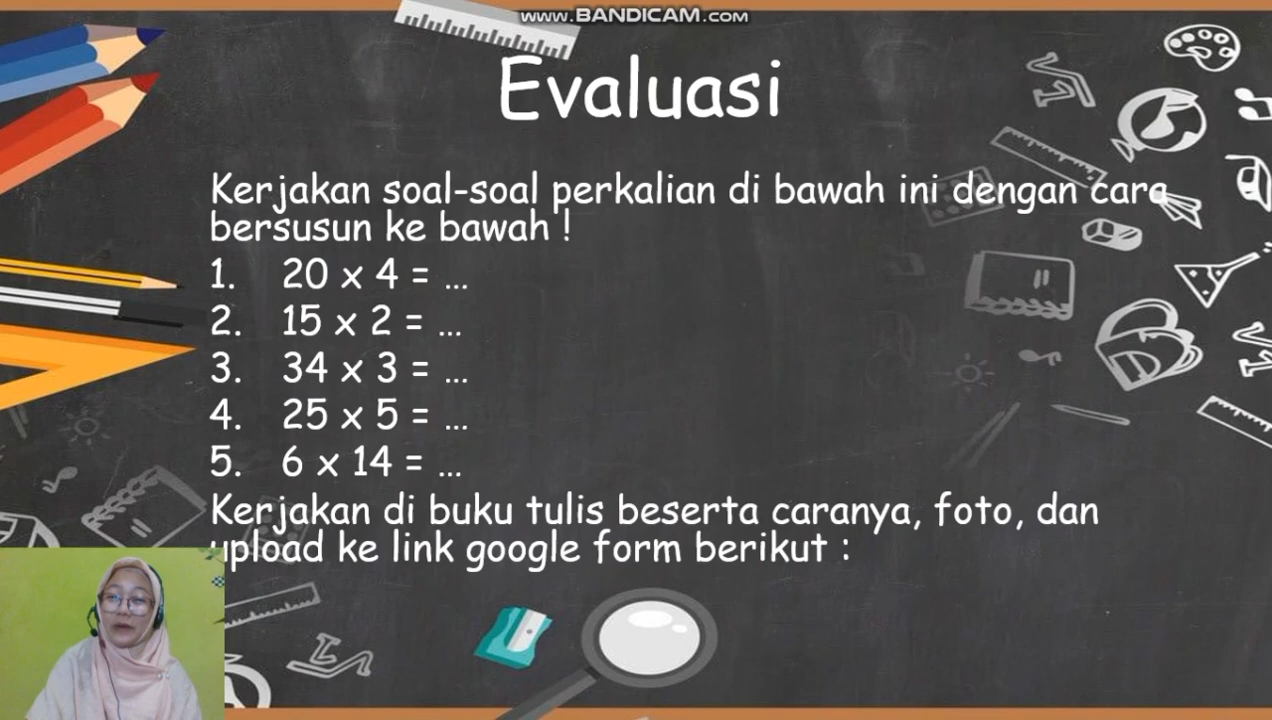 www.BANDICAM.com
Evaluasi
Kerjakan soal-soal perkalian di bawah ini dengan cara
bersusun ke bawah !
1. 20 x 4 = ...
2. 15 x 2 = ...
3. 34 x 3 = ...
4. 25 x 5 = ...
5. 6 x 14 = ...
Kerjakan di buku tulis beserta caranya, foto, dan
upload ke link google form berikut :